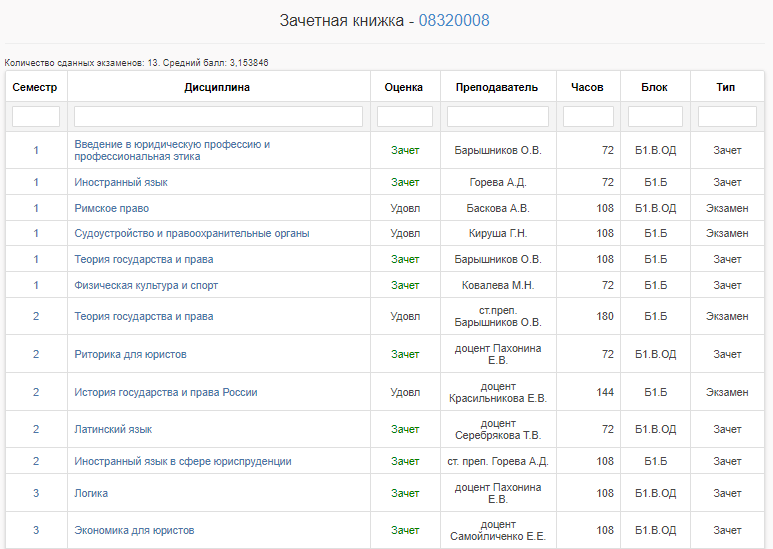 Зачетная книжка - 08320008
Количество сданных экзаменов: 13. Средний балл: 3,153846
Семестр Дисциплина Оценка Преподаватель Часов Блок Тип
1 Введение в юридическую профессию и профессиональная этика Зачет Барышников О.В. 72 Б1.В.ОД Зачет
1 Иностранный язык Зачет Горева А.Д. 72 Б1.Б Зачет
1 Римское право Удовл Баскова А.В. 108 Б1.В.ОД Экзамен
1 Судоустройство и правоохранительные органы Удовл Кируша Г.Н. 108 Б1.Б Экзамен
1 Теория государства и права Зачет Барышников О.В. 108 Б1.Б Зачет
1 Физическая культура и спорт Зачет Ковалева М.Н. 72 Б1.Б Зачет
2 Теория государства и права Удовл ст.преп. Барышников О.В. 180 Б1.Б Экзамен
2 Риторика для юристов Зачет доцент Пахонина Е.В. 72 Б1.В.ОД Зачет
2 История государства и права России Удовл доцент Красильникова Е.В. 144 Б1.Б Экзамен
2 Латинский язык Зачет доцент Серебрякова Т.В. 72 Б1.В.ОД Зачет
2 Иностранный язык в сфере юриспруденции Зачет ст. преп. Горева А.Д. 108 Б1.Б Зачет
3 Логика Зачет доцент Пахонина Е.В. 108 Б1.В.ОД Зачет
3 Экономика для юристов Зачет доцент Самойличенко Е.Е. 108 Б1.В.ОД Зачет